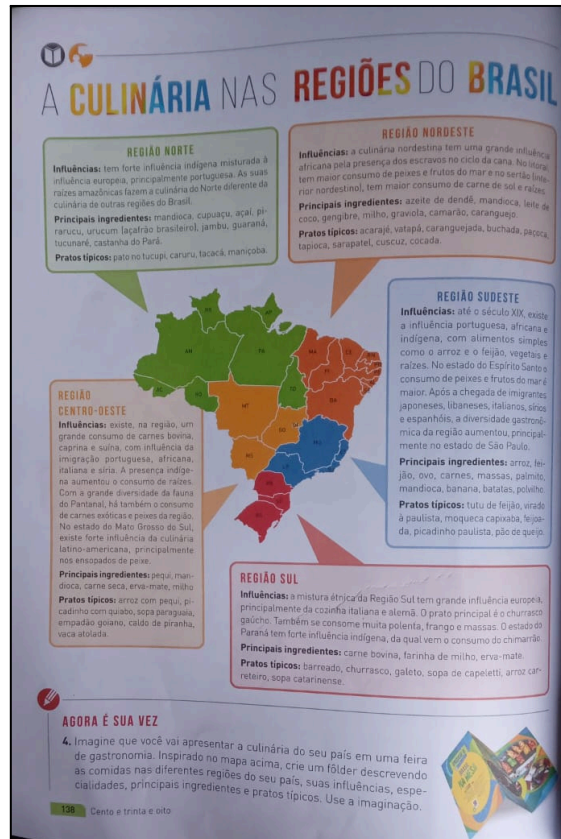 A CULINÁRIA NAS REGIÕES DO BRASIL
REGIÃO NORTE
Influências: tem forte influência indígena misturada à
influência europeia, principalmente portuguesa. As suas
raízes amazônicas fazem a culinária do Norte diferente da
culinária de outras regiões do Brasil.
Principais ingredientes: mandioca, cupuaçu, açaí, pi-
rarucu, urucum (açafrão brasileiro), jambu, guaraná,
tucunaré, castanha do Pará.
Pratos típicos: pato no tucupi, caruru, tacacá, maniçoba.
REGIÃO NORDESTE
Influências: a culinária nordestina tem uma grande influência
africana pela presença dos escravos no ciclo da cana. No litoral,
tem maior consumo de peixes e frutos do mar e no sertão (inte-
rior nordestino), tem maior consumo de carne de sol e raízes.
Principais ingredientes: azeite de dendê, mandioca, leite de
coco, gengibre, milho, graviola, camarão, caranguejo.
Pratos típicos: acarajé, vatapá, caranguejada, buchada, paçoca,
tapioca, sarapatel, cuscuz, cocada.
REGIÃO SUDESTE
Influências: até o século XIX, existe
a influência portuguesa, africana e
indígena, com alimentos simples
como o arroz e o feijão, vegetais e
raízes. No estado do Espírito Santo o
consumo de peixes e frutos do mar é
maior. Após a chegada de imigrantes
japoneses, libaneses, italianos, sírios
e espanhóis, a diversidade gastronô-
mica da região aumentou, principal-
mente no estado de São Paulo.
Principais ingredientes: arroz, fei-
jão, ovo, carnes, massas, palmito,
mandioca, banana, batatas, polvilho.
Pratos típicos: tutu de feijão, virado
à paulista, moqueca capixaba, feijoa-
da, picadinho paulista, pão de queijo.
RR
AP
AM
PA
MA
CE
PI
AC
RO
TO
BA
MT
GO
MG
MS
SP
PR
RS
REGIÃO
CENTRO-OESTE
Influências: existe, na região, um
grande consumo de carnes bovina,
caprina e suína, com influência da
imigração portuguesa, africana,
italiana e síria. A presença indíge-
na aumentou o consumo de raízes.
Com a grande diversidade da fauna
do Pantanal, há também o consumo
de carnes exóticas e peixes da região.
No estado do Mato Grosso do Sul,
existe forte influência da culinária
latino-americana, principalmente
nos ensopados de peixe.
Principais ingredientes: pequi, man-
dioca, carne seca, erva-mate, milho
Pratos típicos: arroz com pequi, pi-
cadinho com quiabo, sopa paraguaia,
empadão goiano, caldo de piranha,
vaca atolada.
REGIÃO SUL
Influências: a mistura étnica da Região Sul tem grande influência europeia,
principalmente da cozinha italiana e alemã. O prato principal é o churrasco
gaúcho. Também se consome muita polenta, frango e massas. O estado do
Paraná tem forte influência indígena, da qual vem o consumo do chimarrão.
Principais ingredientes: carne bovina, farinha de milho, erva-mate.
Pratos típicos: barreado, churrasco, galeto, sopa de capeletti, arroz car-
reteiro, sopa catarinense.
AGORA É SUA VEZ
4. Imagine que você vai apresentar a culinária do seu país em uma feira
de gastronomia. Inspirado no mapa acima, crie um fôlder descrevendo
as comidas nas diferentes regiões do seu país, suas influências, espe-
cialidades, principais ingredientes e pratos típicos. Use a imaginação.
138 Cento e trinta e oito